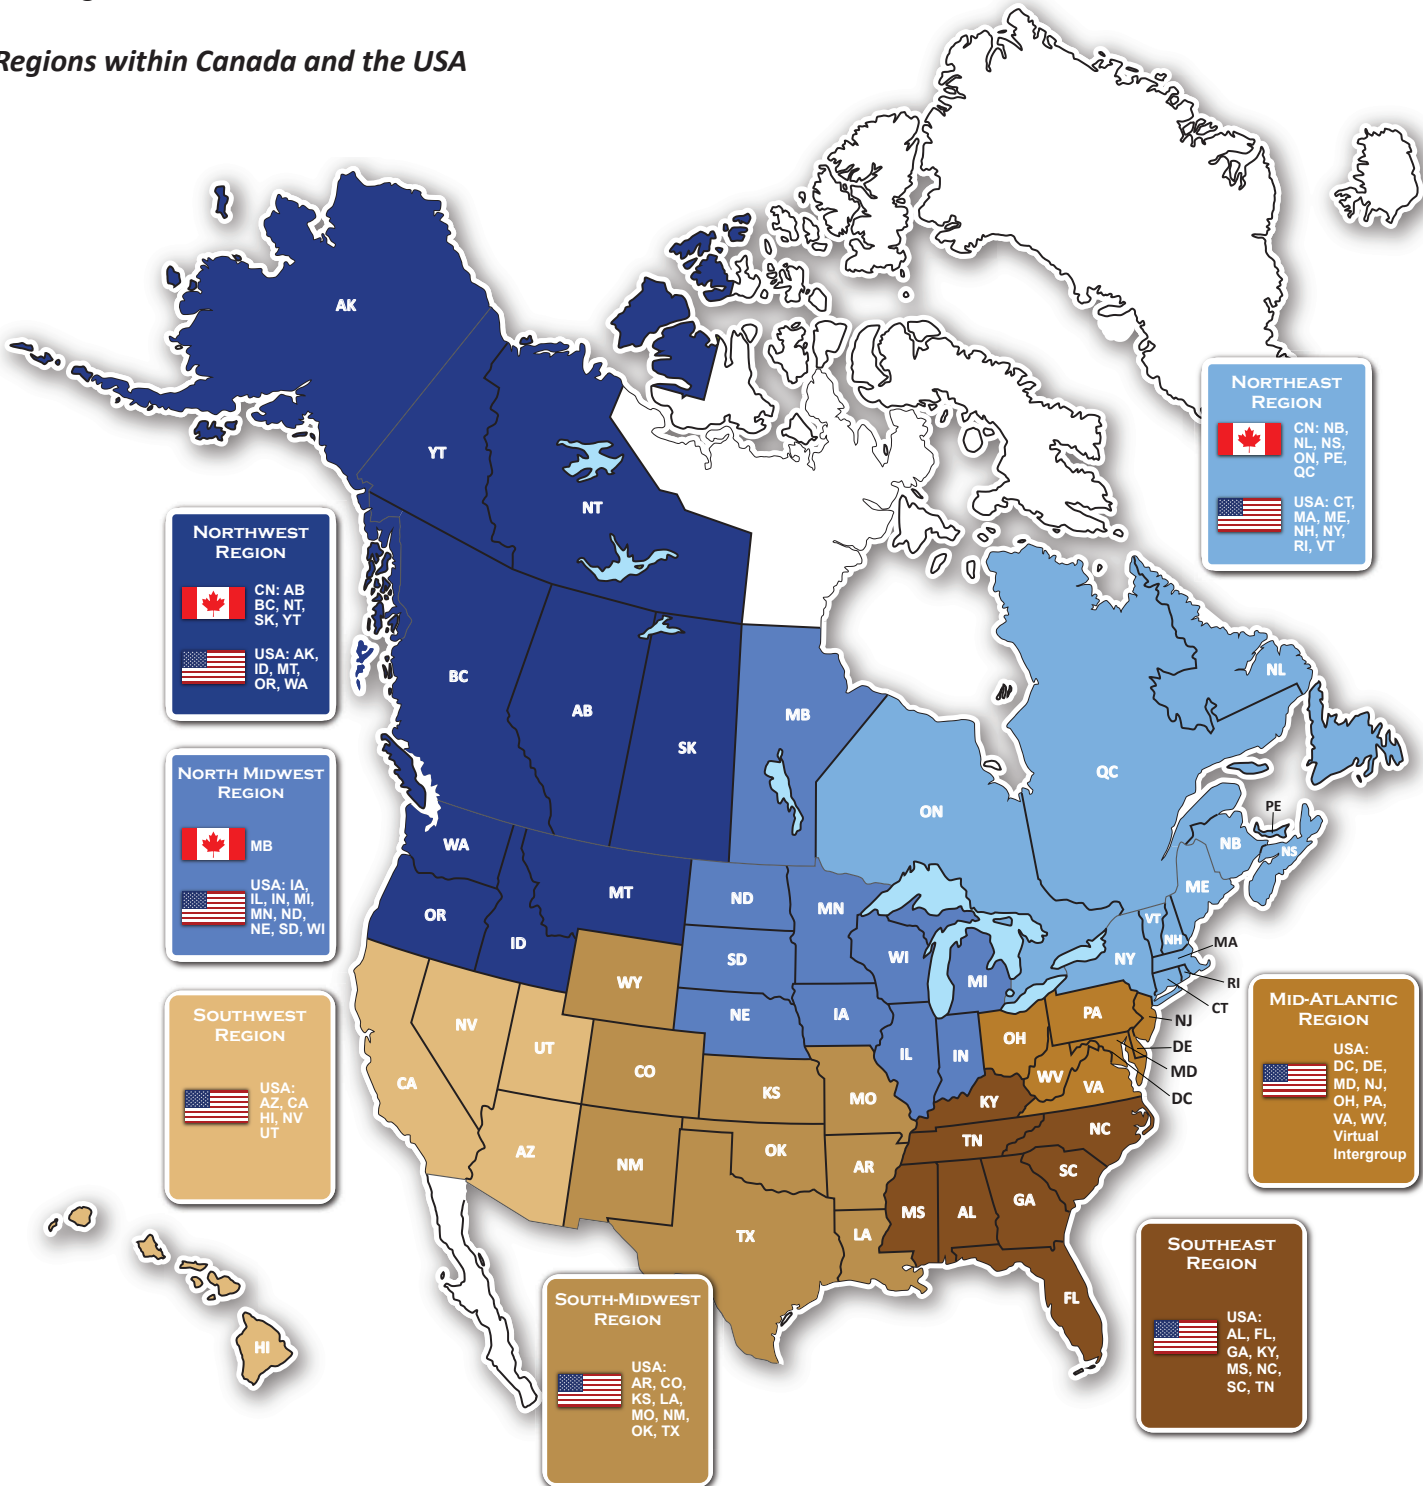 Regions within Canada and the USA
AK
YT
NT
NORTHEAST
REGION
CN: NB,
NL, NS,
ON, PE,
QC
USA: CT,
MA, ME,
NH, NY,
RI, VT
NORTHWEST
REGION
CN: AB
BC, NT,
SK, YT
USA: AK,
ID, MT,
OR, WA
BC
AB
SK
MB
ON
QC
NL
PE
NB
NS
ME
NORTH MIDWEST
REGION
MB
USA: IA,
IL, IN, MI,
MN, ND,
NE, SD, WI
WA
OR
ID
MT
ND
MN
SD
WI
MI
NY
VT
NH
MA
RI
CT
WY
NE
IA
IL
IN
OH
PA
NJ
DE
MD
DC
WV
VA
SOUTHWEST
REGION
USA:
AZ, CA
HI, NV
UT
NV
UT
CA
CO
KS
MO
KY
AZ
NM
OK
AR
TN
NC
SC
MS
AL
GA
TX
LA
FL
HI
MID-ATLANTIC
REGION
USA:
DC, DE,
MD, NJ,
OH, PA,
VA, WV,
Virtual
Intergroup
SOUTH-MIDWEST
REGION
USA:
AR, CO,
KS, LA,
MO, NM,
OK, TX
SOUTHEAST
REGION
USA:
AL, FL,
GA, KY,
MS, NC,
SC, TN